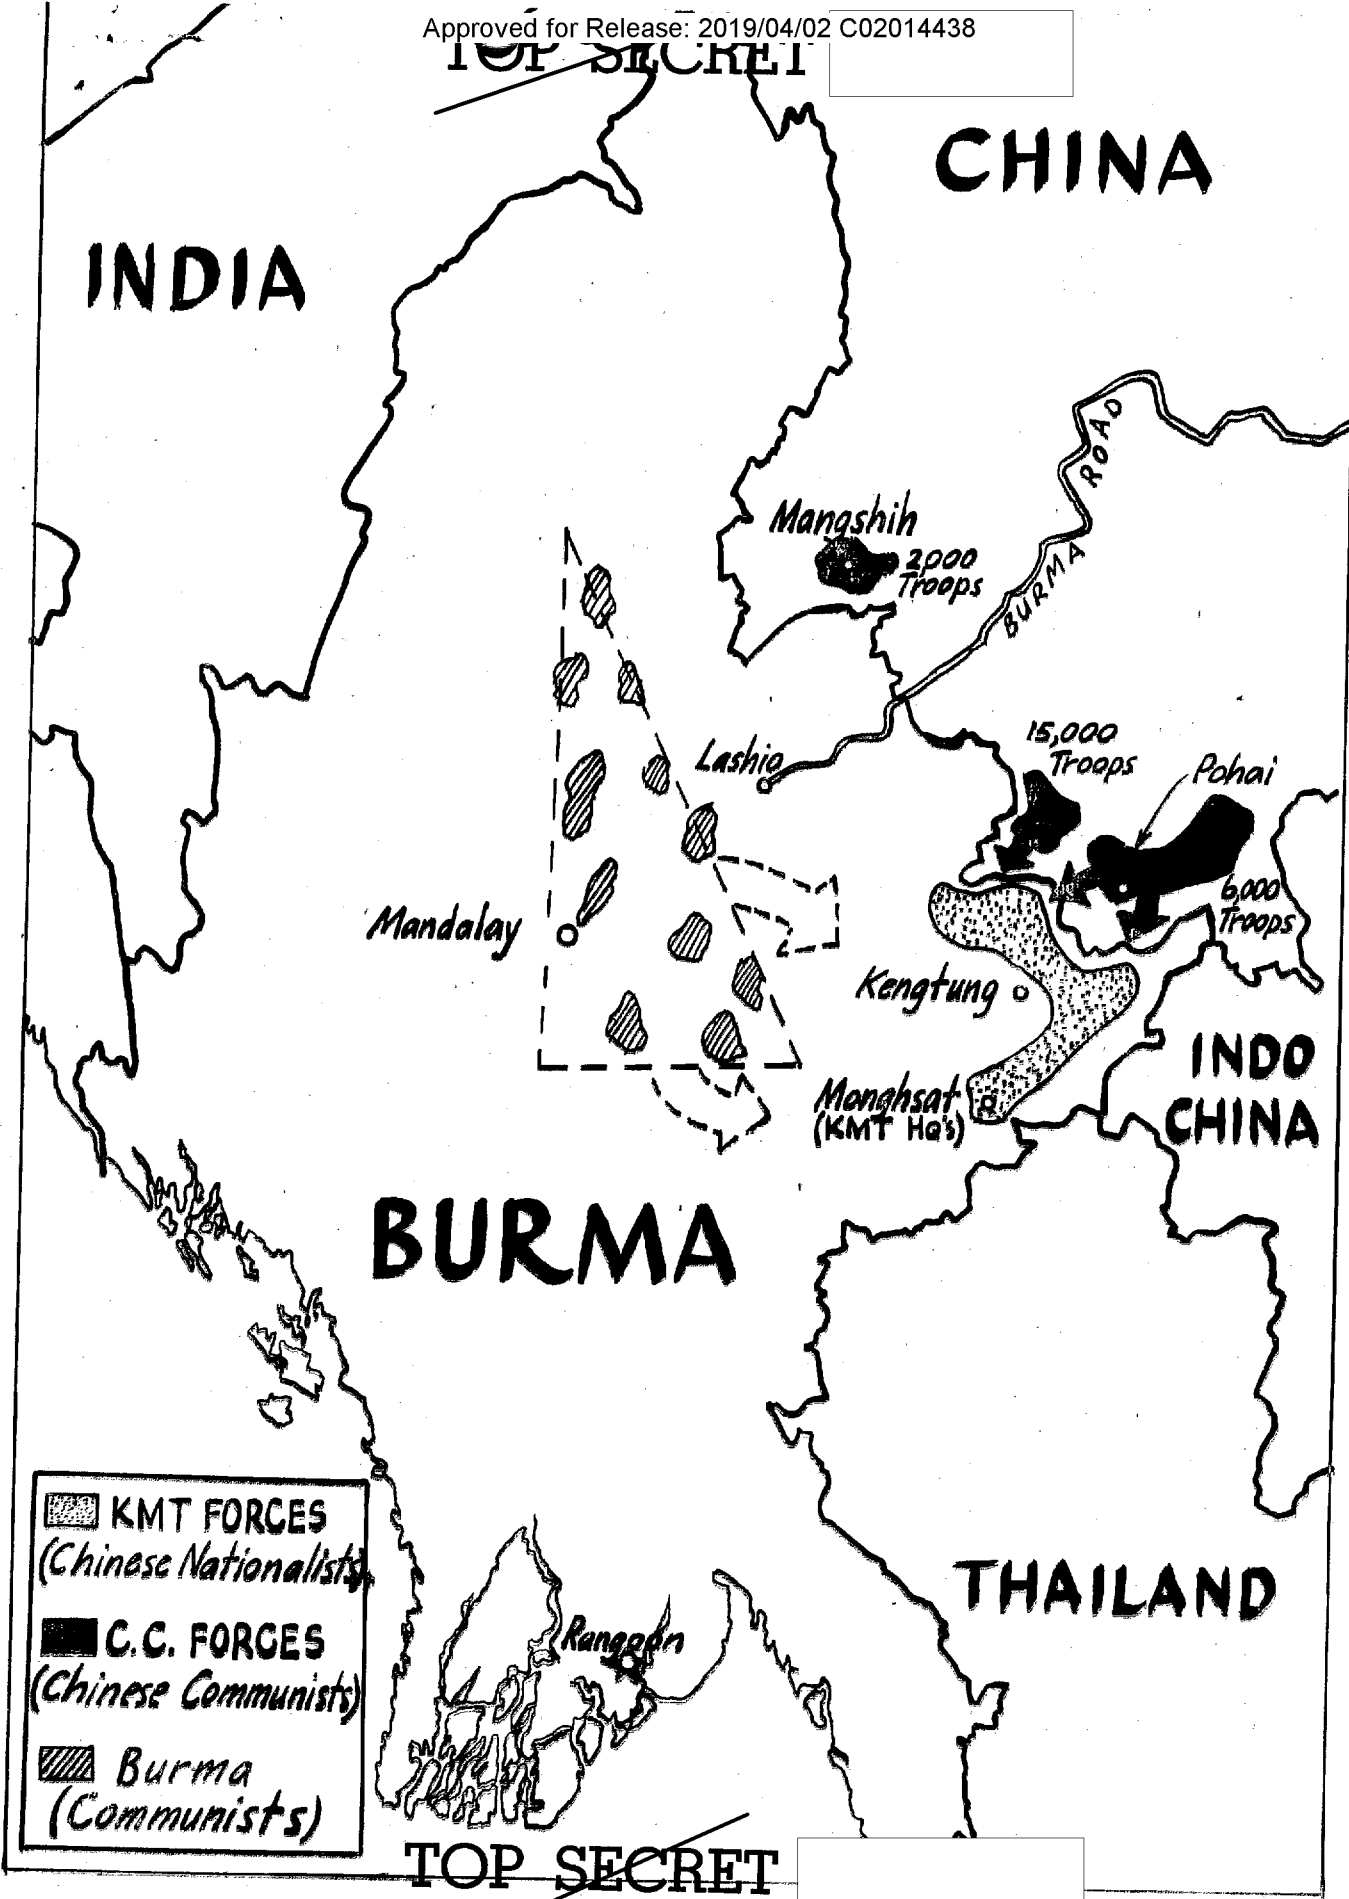 Approved for Release: 2019/04/02 C02014438
TOP SECRET
CHINA
INDIA
BURMA ROAD
Mangshih
2,000
Troops
15,000
Troops
Pohai
Lashio
6,000
Troops
Mandalay
Kengtung
INDO
CHINA
Monghsat
(KMT HQ's)
BURMA
THAILAND
Rangoon
KMT FORCES
(Chinese Nationalists)
C.C. FORCES
(Chinese Communists)
Burma
(Communists)
TOP SECRET